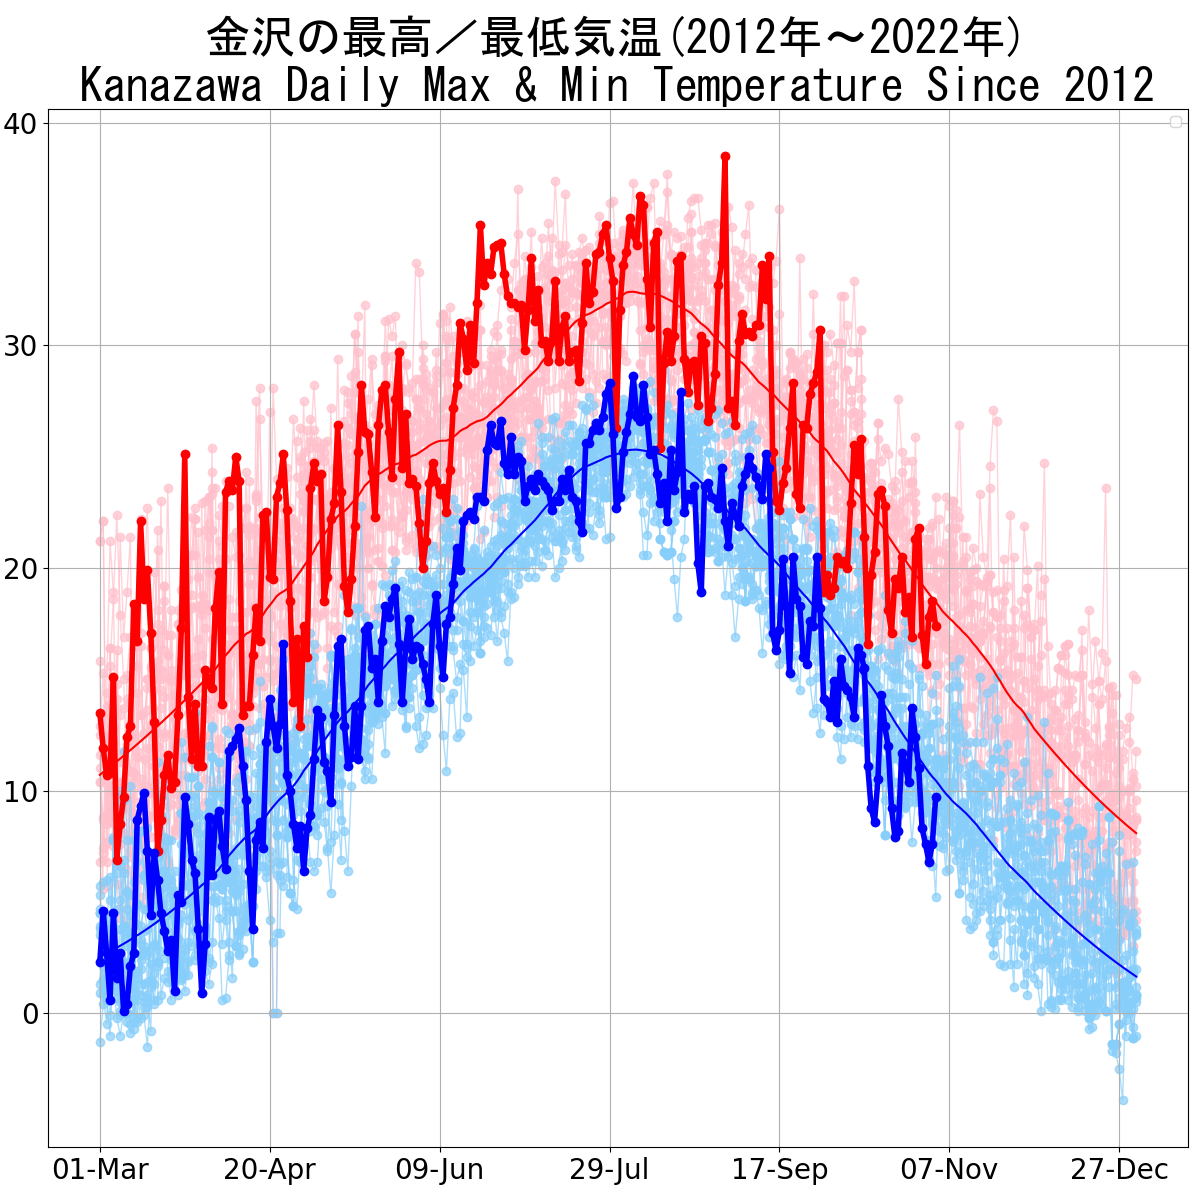 金沢の最高／最低気温(2012年～2022年)
Kanazawa Daily Max & Min Temperature Since 2012
40
30
20
10
0
01-Mar 20-Apr 09-Jun 29-Jul 17-Sep 07-Nov 27-Dec